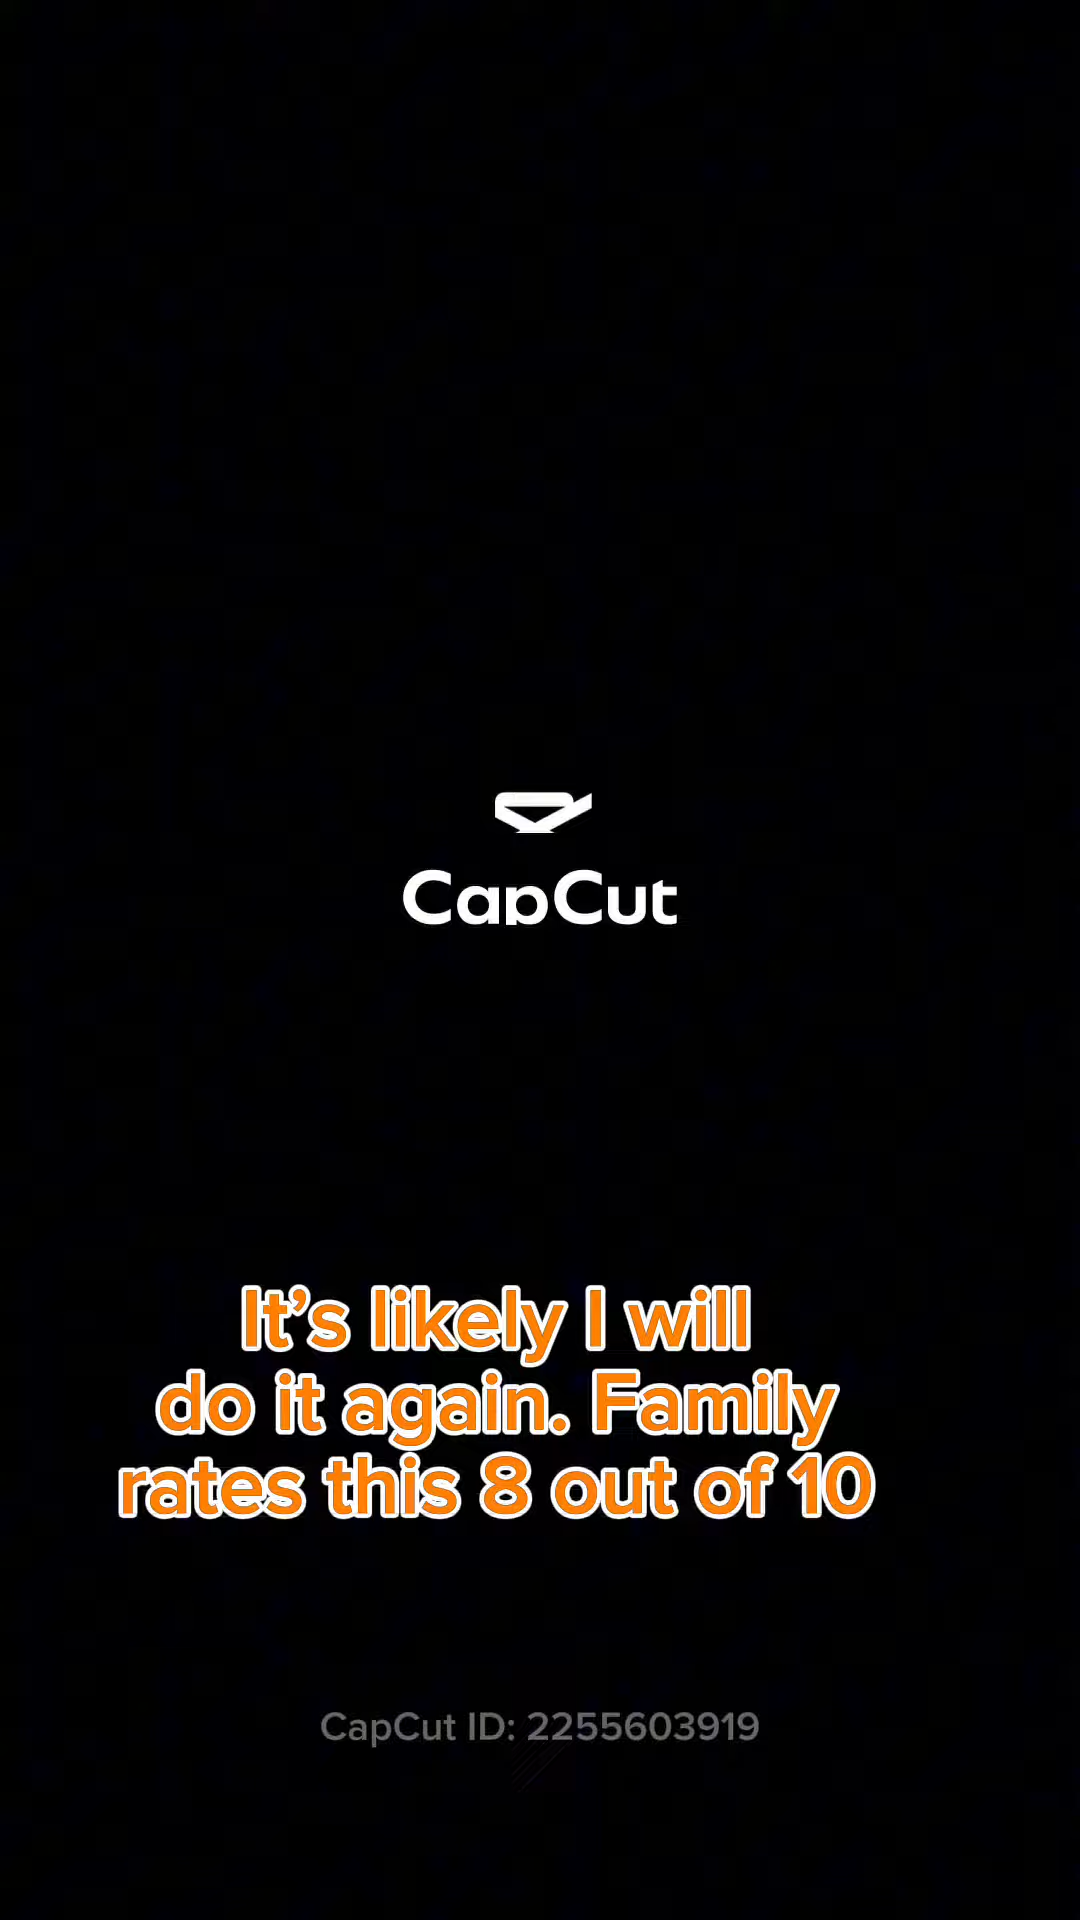 CapCut
It’s likely I will
do it again. Family
rates this 8 out of 10
CapCut ID: 2255603919